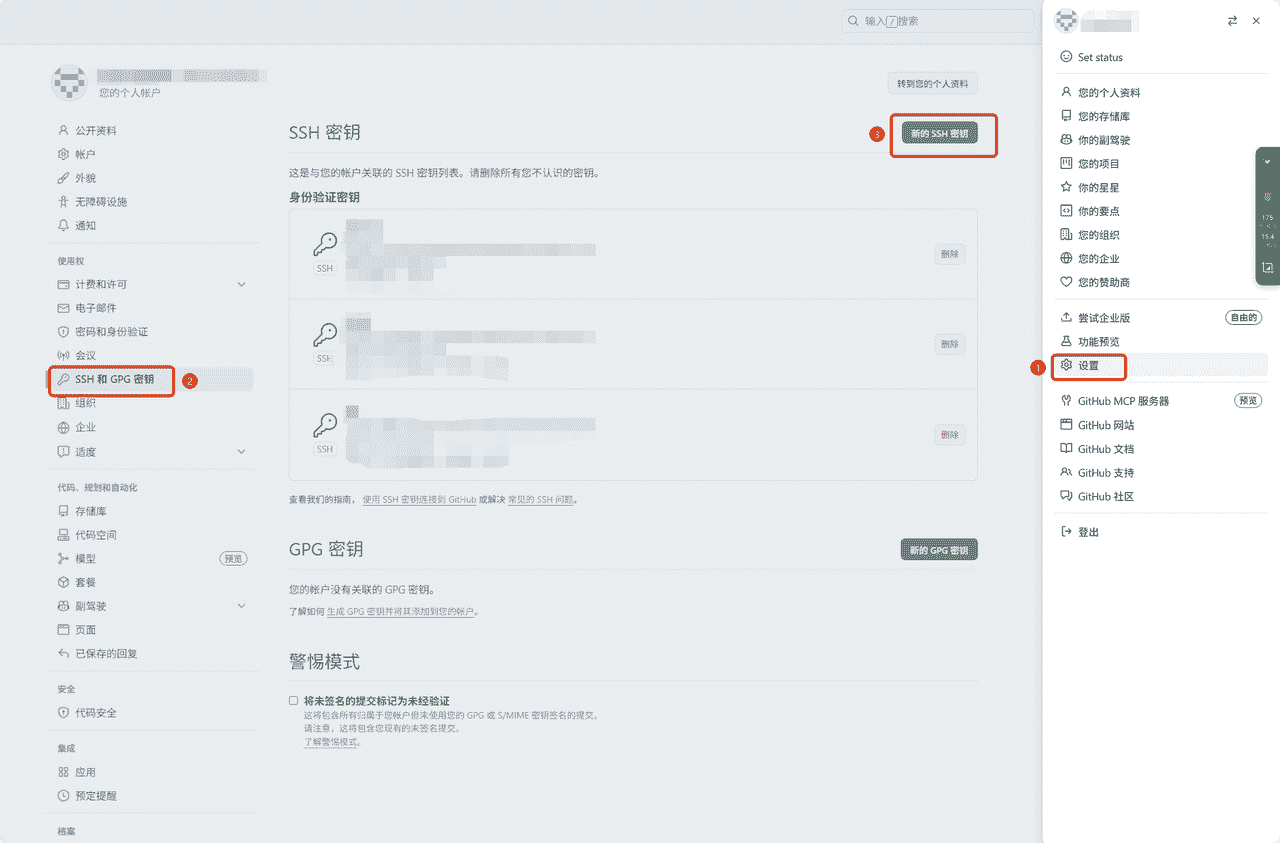 输入/搜索
您的个人帐户
转到您的个人资料
公开资料
帐户
外貌
无障碍设施
通知
使用权
计费和许可
电子邮件
密码和身份验证
会议
SSH 和 GPG 密钥
2
组织
企业
适度
代码、规划和自动化
存储库
代码空间
模型
预览
套餐
副驾驶
页面
已保存的回复
安全
代码安全
集成
应用
预定提醒
档案
SSH 密钥
3
新的 SSH 密钥
这是与您的帐户关联的 SSH 密钥列表。请删除所有您不认识的密钥。
身份验证密钥
SSH
删除
SSH
删除
SSH
删除
查看我们的指南， 使用 SSH 密钥连接到 GitHub 或解决 常见的 SSH 问题。
GPG 密钥
新的 GPG 密钥
您的帐户没有关联的 GPG 密钥。
了解如何 生成 GPG 密钥并将其添加到您的帐户。
警惕模式
将未签名的提交标记为未经验证
这将包含所有归属于您帐户但未使用您的 GPG 或 S/MIME 密钥签名的提交。
请注意，这将包含您现有的未签名提交。
了解警惕模式。
Set status
您的个人资料
您的存储库
你的副驾驶
您的项目
你的星星
你的要点
您的组织
您的企业
您的赞助商
尝试企业版
自由的
功能预览
1
设置
GitHub MCP 服务器
预览
GitHub 网站
GitHub 文档
GitHub 支持
GitHub 社区
登出